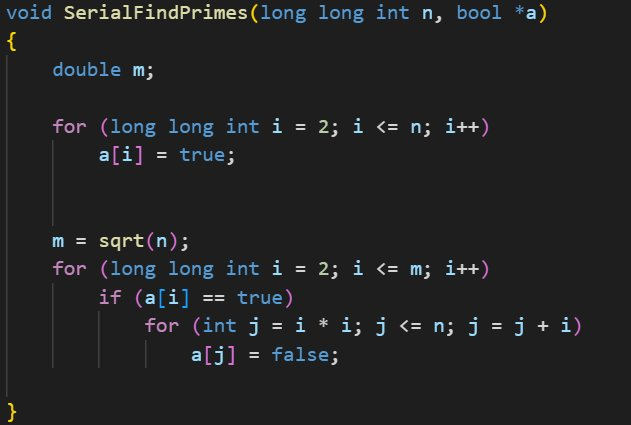 void SerialFindPrimes(long long int n, bool *a)
{
    double m;
    for (long long int i = 2; i <= n; i++)
        a[i] = true;
    m = sqrt(n);
    for (long long int i = 2; i <= m; i++)
        if (a[i] == true)
            for (int j = i * i; j <= n; j = j + i)
                a[j] = false;
}